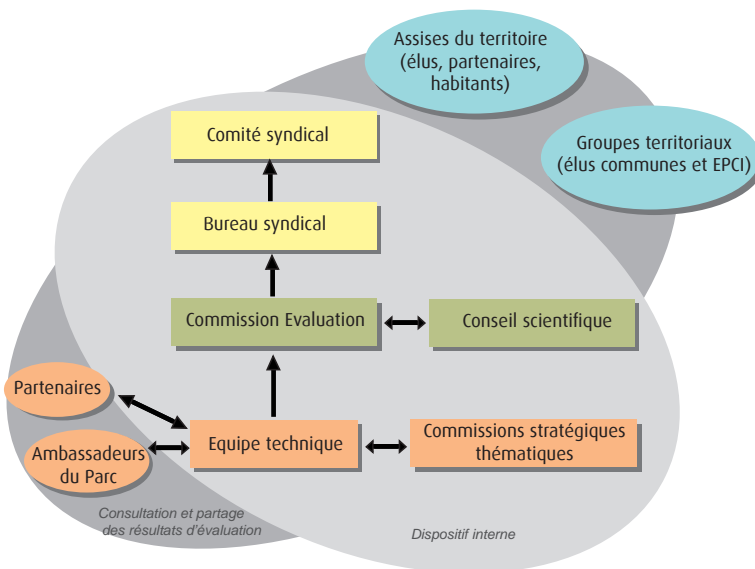 Assises du territoire
(élus, partenaires,
habitants)
Comité syndical
Groupes territoriaux
(élus communes et EPCI)
Bureau syndical
Commission Evaluation
Conseil scientifique
Partenaires
Equipe technique
Commissions stratégiques
thématiques
Ambassadeurs
du Parc
Consultation et partage
des résultats d'évaluation
Dispositif interne